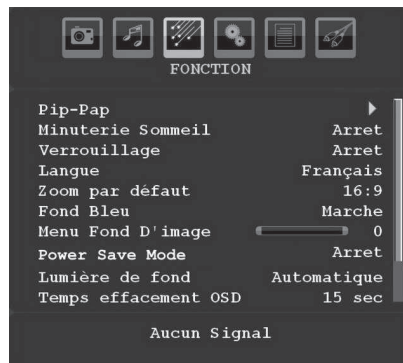 FONCTION
Pip-Pap
Minuterie Sommeil Arret
Verrouillage Arret
Langue Français
Zoom par défaut 16:9
Fond Bleu Marche
Menu Fond D'image 0
Power Save Mode Arret
Lumière de fond Automatique
Temps effacement OSD 15 sec
Aucun Signal